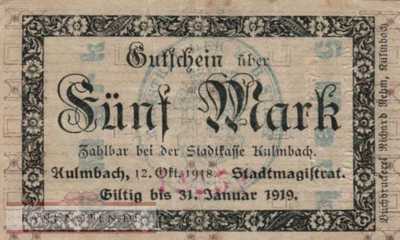 Gutschein über
Fünf Mark
Zahlbar bei der Stadtkasse Kulmbach.
Kulmbach, 12. Okt. 1918. Stadtmagistrat.
Giltig bis 31. Januar 1919.
Buchdruckerei Richard Rehm, Kulmbach